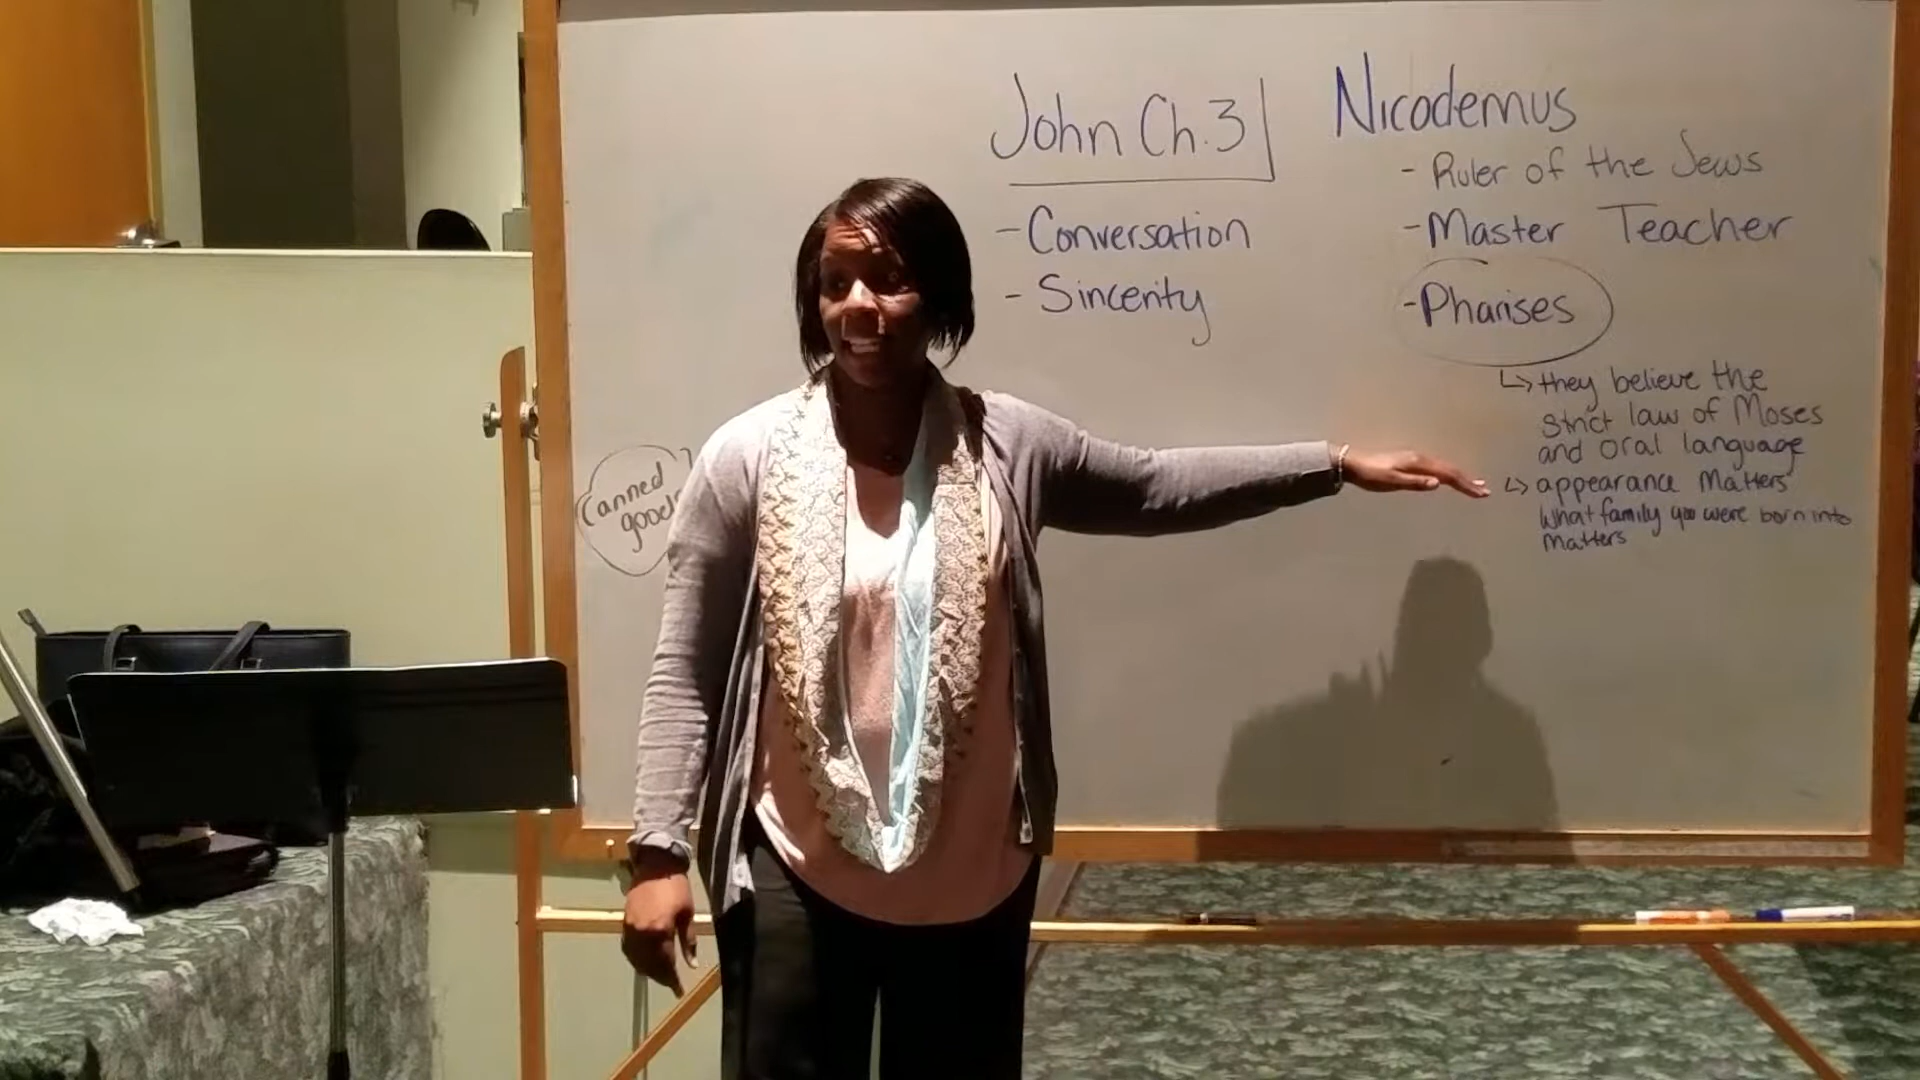 John Ch.3
- Conversation
- Sincerity
Nicodemus
- Ruler of the Jews
- Master Teacher
- Pharises
↳ they believe the
strict law of Moses
and oral language
↳ appearance Matters
What family you were born into
Matters
Canned
good